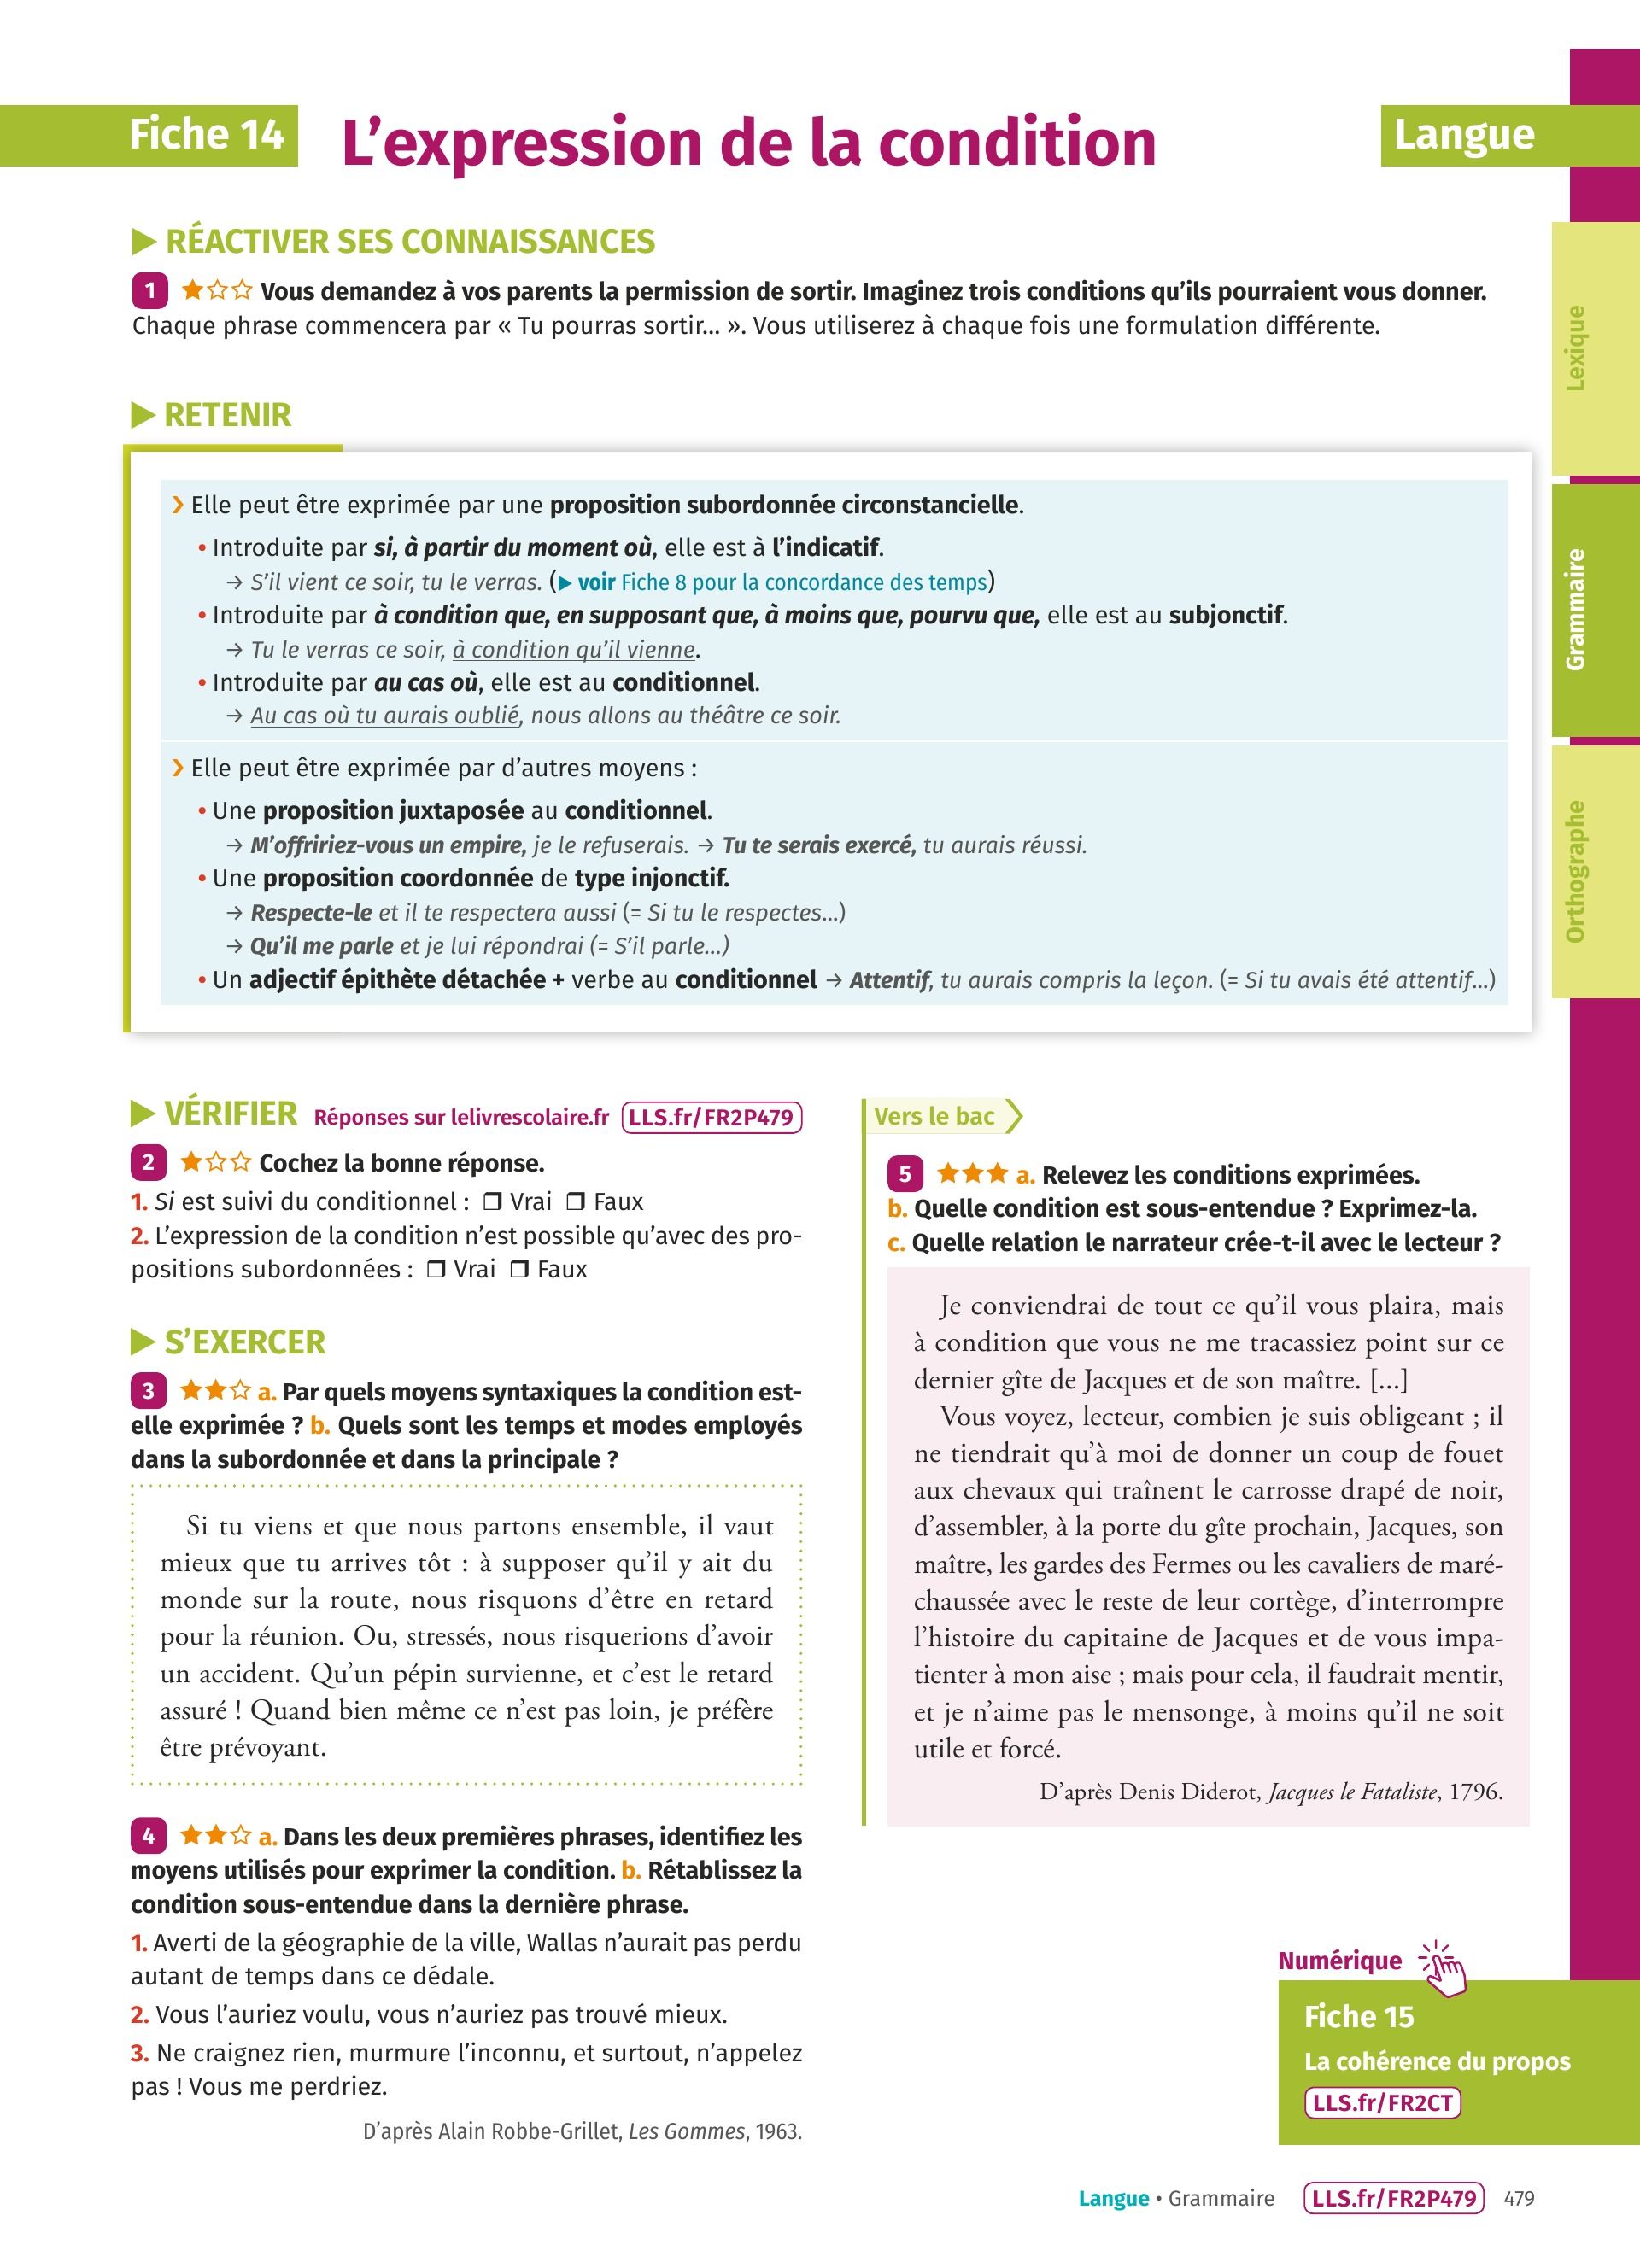 Fiche 14
L’expression de la condition
Langue
RÉACTIVER SES CONNAISSANCES
1 ★☆☆ Vous demandez à vos parents la permission de sortir. Imaginez trois conditions qu’ils pourraient vous donner.
Chaque phrase commencera par « Tu pourras sortir... ». Vous utiliserez à chaque fois une formulation différente.
RETENIR
› Elle peut être exprimée par une proposition subordonnée circonstancielle.
• Introduite par si, à partir du moment où, elle est à l’indicatif.
→ S’il vient ce soir, tu le verras. (▶ voir Fiche 8 pour la concordance des temps)
• Introduite par à condition que, en supposant que, à moins que, pourvu que, elle est au subjonctif.
→ Tu le verras ce soir, à condition qu’il vienne.
• Introduite par au cas où, elle est au conditionnel.
→ Au cas où tu aurais oublié, nous allons au théâtre ce soir.
› Elle peut être exprimée par d’autres moyens :
• Une proposition juxtaposée au conditionnel.
→ M’offririez-vous un empire, je le refuserais. → Tu te serais exercé, tu aurais réussi.
• Une proposition coordonnée de type injonctif.
→ Respecte-le et il te respectera aussi (= Si tu le respectes...)
→ Qu’il me parle et je lui répondrai (= S’il parle...)
• Un adjectif épithète détachée + verbe au conditionnel → Attentif, tu aurais compris la leçon. (= Si tu avais été attentif...)
VÉRIFIER Réponses sur lelivrescolaire.fr LLS.fr/FR2P479
2 ★☆☆ Cochez la bonne réponse.
1. Si est suivi du conditionnel : ❒ Vrai ❒ Faux
2. L’expression de la condition n’est possible qu’avec des pro-
positions subordonnées : ❒ Vrai ❒ Faux
S’EXERCER
3 ★★☆ a. Par quels moyens syntaxiques la condition est-
elle exprimée ? b. Quels sont les temps et modes employés
dans la subordonnée et dans la principale ?
Si tu viens et que nous partons ensemble, il vaut
mieux que tu arrives tôt : à supposer qu’il y ait du
monde sur la route, nous risquons d’être en retard
pour la réunion. Ou, stressés, nous risquerions d’avoir
un accident. Qu’un pépin survienne, et c’est le retard
assuré ! Quand bien même ce n’est pas loin, je préfère
être prévoyant.
4 ★★☆ a. Dans les deux premières phrases, identifiez les
moyens utilisés pour exprimer la condition. b. Rétablissez la
condition sous-entendue dans la dernière phrase.
1. Averti de la géographie de la ville, Wallas n’aurait pas perdu
autant de temps dans ce dédale.
2. Vous l’auriez voulu, vous n’auriez pas trouvé mieux.
3. Ne craignez rien, murmure l’inconnu, et surtout, n’appelez
pas ! Vous me perdriez.
D’après Alain Robbe-Grillet, Les Gommes, 1963.
Vers le bac
5 ★★★ a. Relevez les conditions exprimées.
b. Quelle condition est sous-entendue ? Exprimez-la.
c. Quelle relation le narrateur crée-t-il avec le lecteur ?
Je conviendrai de tout ce qu’il vous plaira, mais
à condition que vous ne me tracassiez point sur ce
dernier gîte de Jacques et de son maître. [...]
Vous voyez, lecteur, combien je suis obligeant ; il
ne tiendrait qu’à moi de donner un coup de fouet
aux chevaux qui traînent le carrosse drapé de noir,
d’assembler, à la porte du gîte prochain, Jacques, son
maître, les gardes des Fermes ou les cavaliers de maré-
chaussée avec le reste de leur cortège, d’interrompre
l’histoire du capitaine de Jacques et de vous impa-
tienter à mon aise ; mais pour cela, il faudrait mentir,
et je n’aime pas le mensonge, à moins qu’il ne soit
utile et forcé.
D’après Denis Diderot, Jacques le Fataliste, 1796.
Lexique
Grammaire
Orthographe
Numérique
Fiche 15
La cohérence du propos
LLS.fr/FR2CT
Langue • Grammaire LLS.fr/FR2P479 479